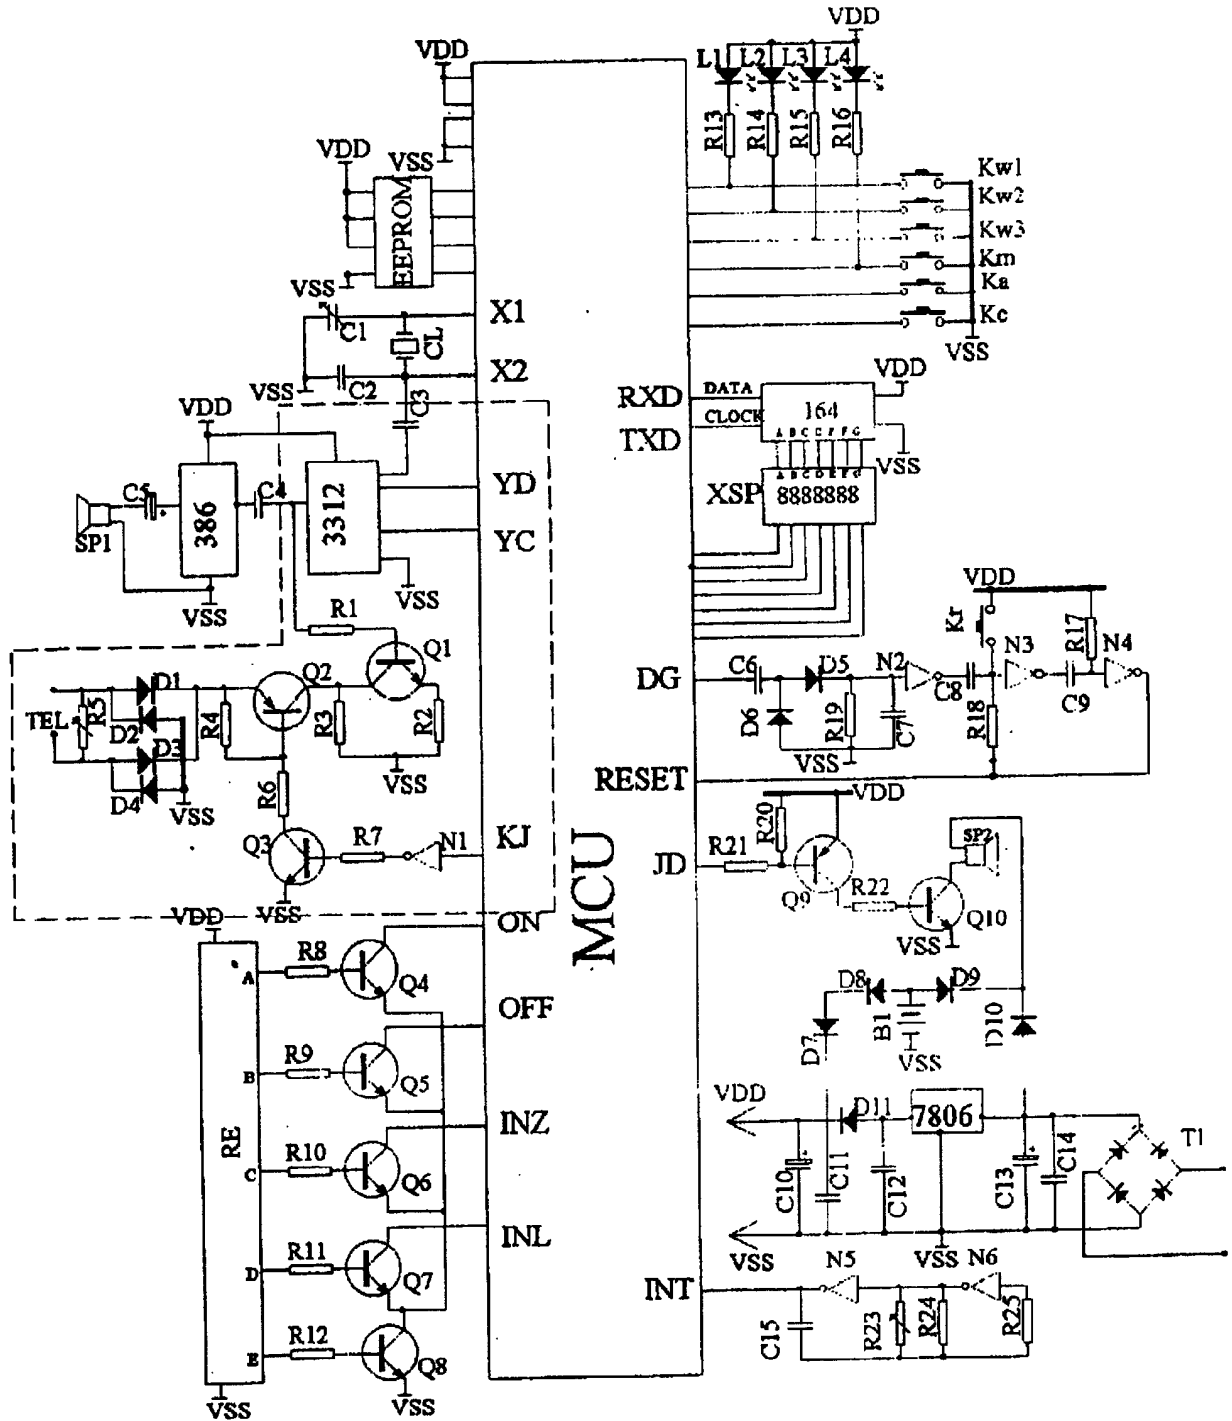 VDD
VDD
L1 L2 L3 L4
R13 R14 R15 R16
VDD
VSS
EEPROM
VSS
Kw1
Kw2
Kw3
Km
Ka
Kc
VSS
X1
C1
CL
X2
VSS
C2
C3
VDD
RXD
DATA
164
VDD
TXD
CLOCK
A B C D E F G
VSS
A B C D E F G
XSP
8888888
YD
YC
C5
SP1
386
C4
3312
VSS
VSS
R1
Q1
VDD
Kr
R17
N3
N4
DG
C6
D5
N2
C8
C9
D6
R19
C7
R18
VSS
RESET
TEL
R5
D1
D2
D3
D4
VSS
R4
Q2
R3
R2
VSS
R6
Q3
R7
N1
KJ
VSS
MCU
VDD
R20
JD
R21
Q9
R22
SP2
Q10
VSS
VDD
ON
A
R8
Q4
OFF
B
R9
Q5
INZ
RE
C
R10
Q6
INL
D
R11
Q7
E
R12
Q8
VSS
VSS
D8
D9
D7
B1
VSS
D10
VDD
D11
7806
T1
C10
C11
C12
C13
C14
VSS
VSS
INT
N5
N6
C15
R23
R24
R25